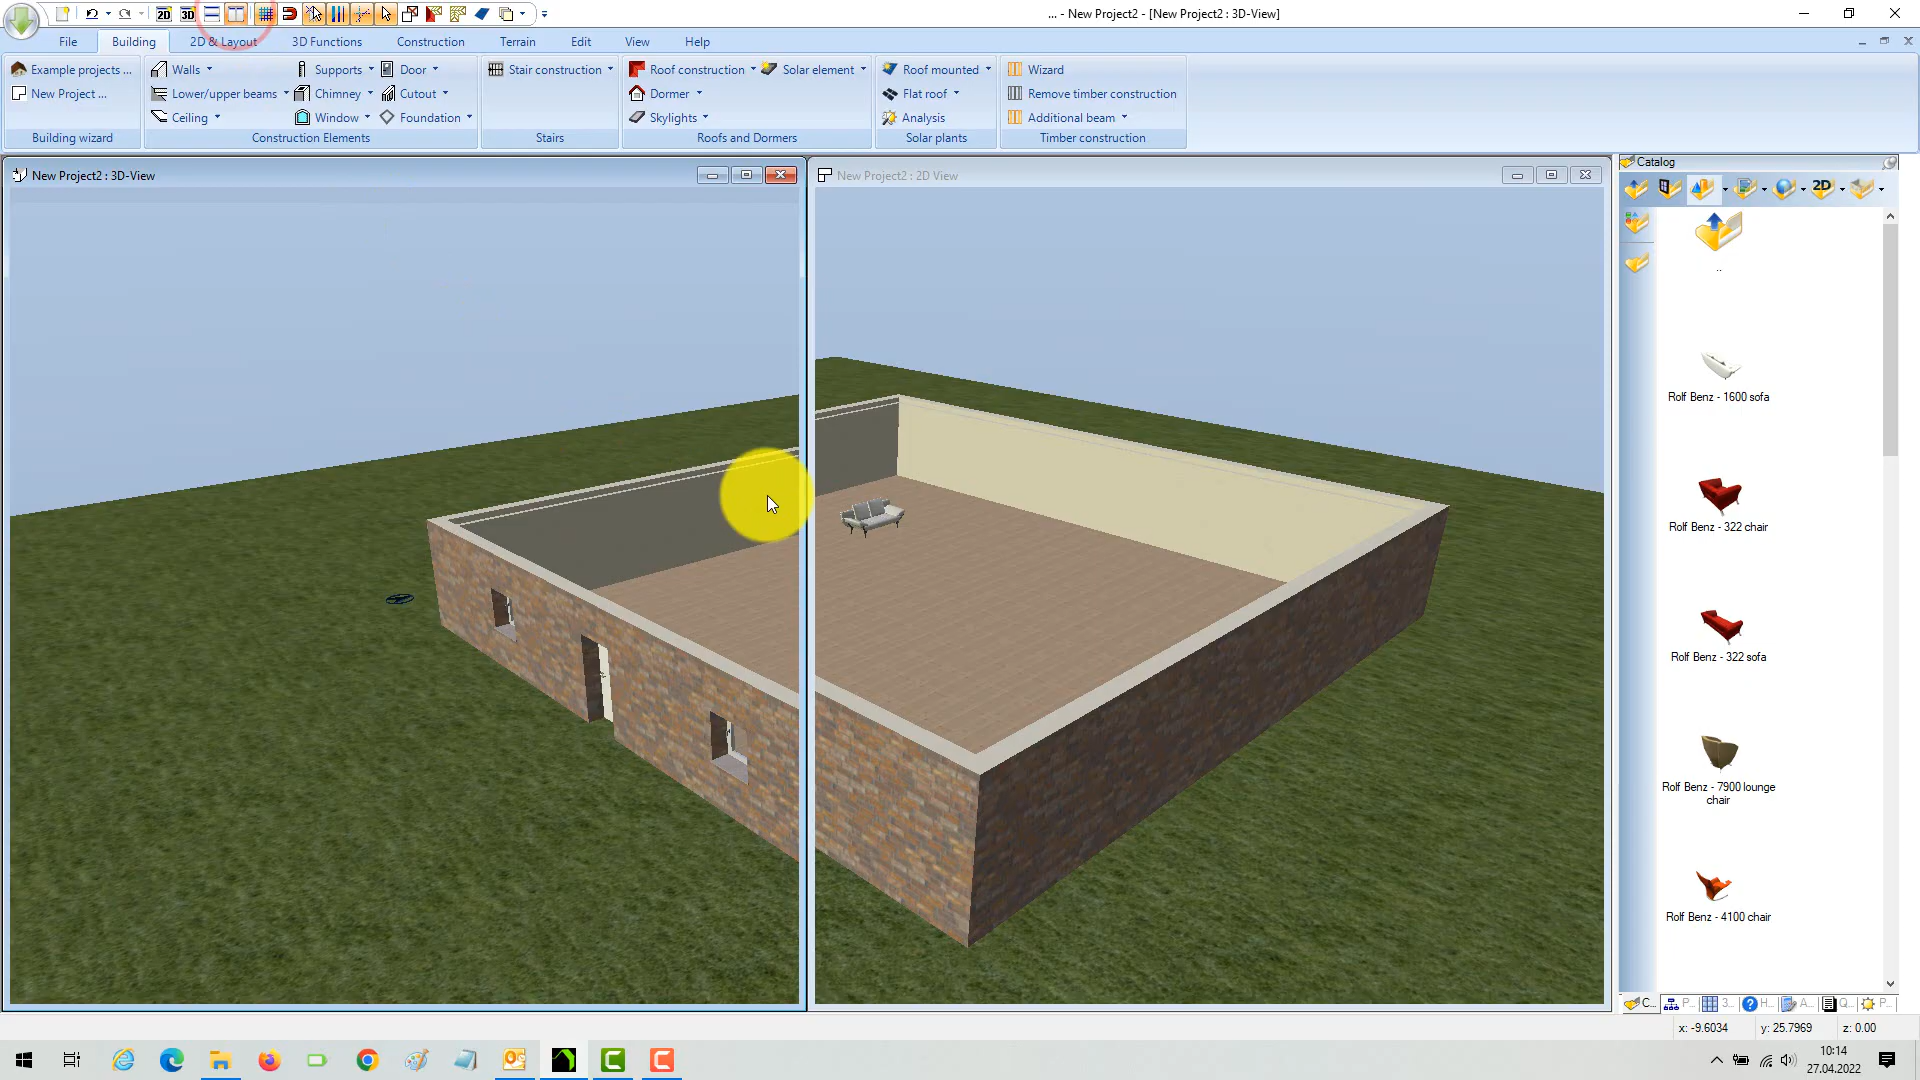 2D 3D ... - New Project2 - [New Project2 : 3D-View]
File Building 2D & Layout 3D Functions Construction Terrain Edit View Help
Example projects ... Walls Supports Door Stair construction Roof construction Solar element Roof mounted Wizard
New Project ... Lower/upper beams Chimney Cutout Dormer Flat roof Remove timber construction
Ceiling Window Foundation Skylights Analysis Additional beam
Building wizard Construction Elements Stairs Roofs and Dormers Solar plants Timber construction
New Project2 : 3D-View New Project2 : 2D View Catalog
2D
..
Rolf Benz - 1600 sofa
Rolf Benz - 322 chair
Rolf Benz - 322 sofa
Rolf Benz - 7900 lounge
chair
Rolf Benz - 4100 chair
C... P... 3... H... A... Q... P...
x: -9.6034 y: 25.7969 z: 0.00
10:14
27.04.2022